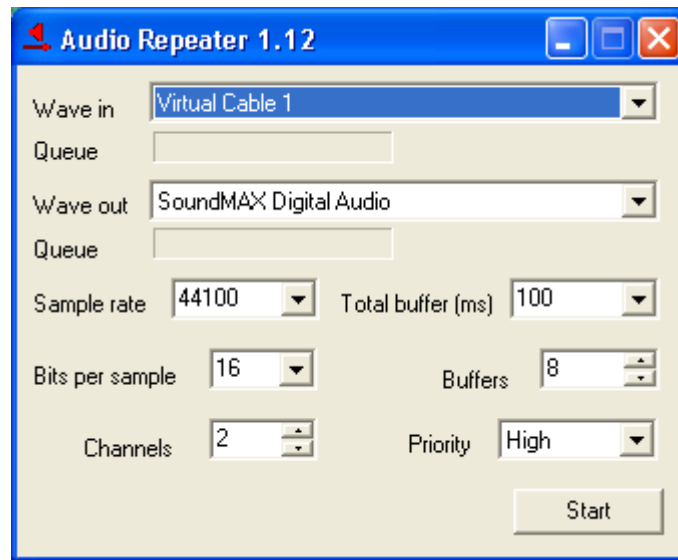 Audio Repeater 1.12
Wave in Virtual Cable 1
Queue
Wave out SoundMAX Digital Audio
Queue
Sample rate 44100 Total buffer (ms) 100
Bits per sample 16 Buffers 8
Channels 2 Priority High
Start